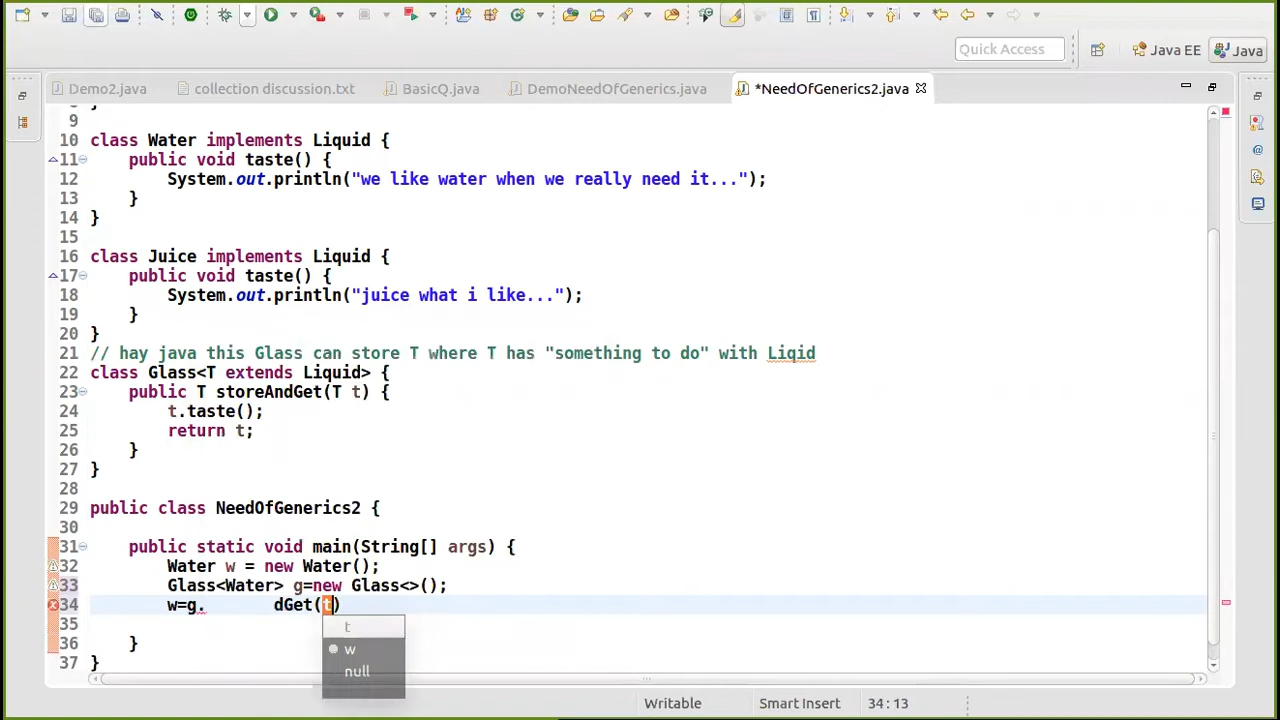 Quick Access
Java EE
Java
Demo2.java
collection discussion.txt
BasicQ.java
DemoNeedOfGenerics.java
*NeedOfGenerics2.java
9
10 class Water implements Liquid {
11 public void taste() {
12 System.out.println("we like water when we really need it...");
13 }
14 }
15
16 class Juice implements Liquid {
17 public void taste() {
18 System.out.println("juice what i like...");
19 }
20 }
21 // hay java this Glass can store T where T has "something to do" with Liqid
22 class Glass<T extends Liquid> {
23 public T storeAndGet(T t) {
24 t.taste();
25 return t;
26 }
27 }
28
29 public class NeedOfGenerics2 {
30
31 public static void main(String[] args) {
32 Water w = new Water();
33 Glass<Water> g=new Glass<>();
34 w=g. dGet(t)
35
36 }
37 }
t
w
null
Writable
Smart Insert
34 : 13